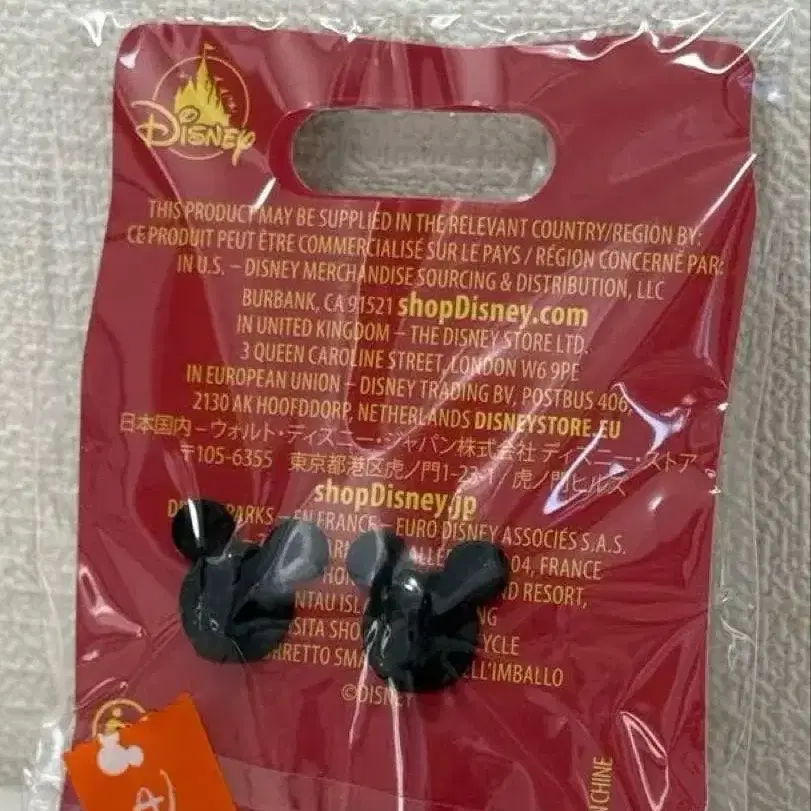 Disney
THIS PRODUCT MAY BE SUPPLIED IN THE RELEVANT COUNTRY/REGION BY:
CE PRODUIT PEUT ÊTRE COMMERCIALISÉ SUR LE PAYS / RÉGION CONCERNÉ PAR:
IN U.S. – DISNEY MERCHANDISE SOURCING & DISTRIBUTION, LLC
BURBANK, CA 91521 shopDisney.com
IN UNITED KINGDOM – THE DISNEY STORE LTD.
3 QUEEN CAROLINE STREET, LONDON W6 9PE
IN EUROPEAN UNION – DISNEY TRADING BV, POSTBUS 406,
2130 AK HOOFDDORP, NETHERLANDS DISNEYSTORE.EU
日本国内 – ウォルト・ディズニー・ジャパン株式会社 ディズニー・ストア
〒105-6355 東京都港区虎ノ門1-23-1 / 虎ノ門ヒルズ
shopDisney.jp
PARKS – EN FRANCE – EURO DISNEY ASSOCIÉS S.A.S.
04, FRANCE
RESORT,
NTAU
CYCLE
ELL'IMBALLO
©DISNEY
CHINE